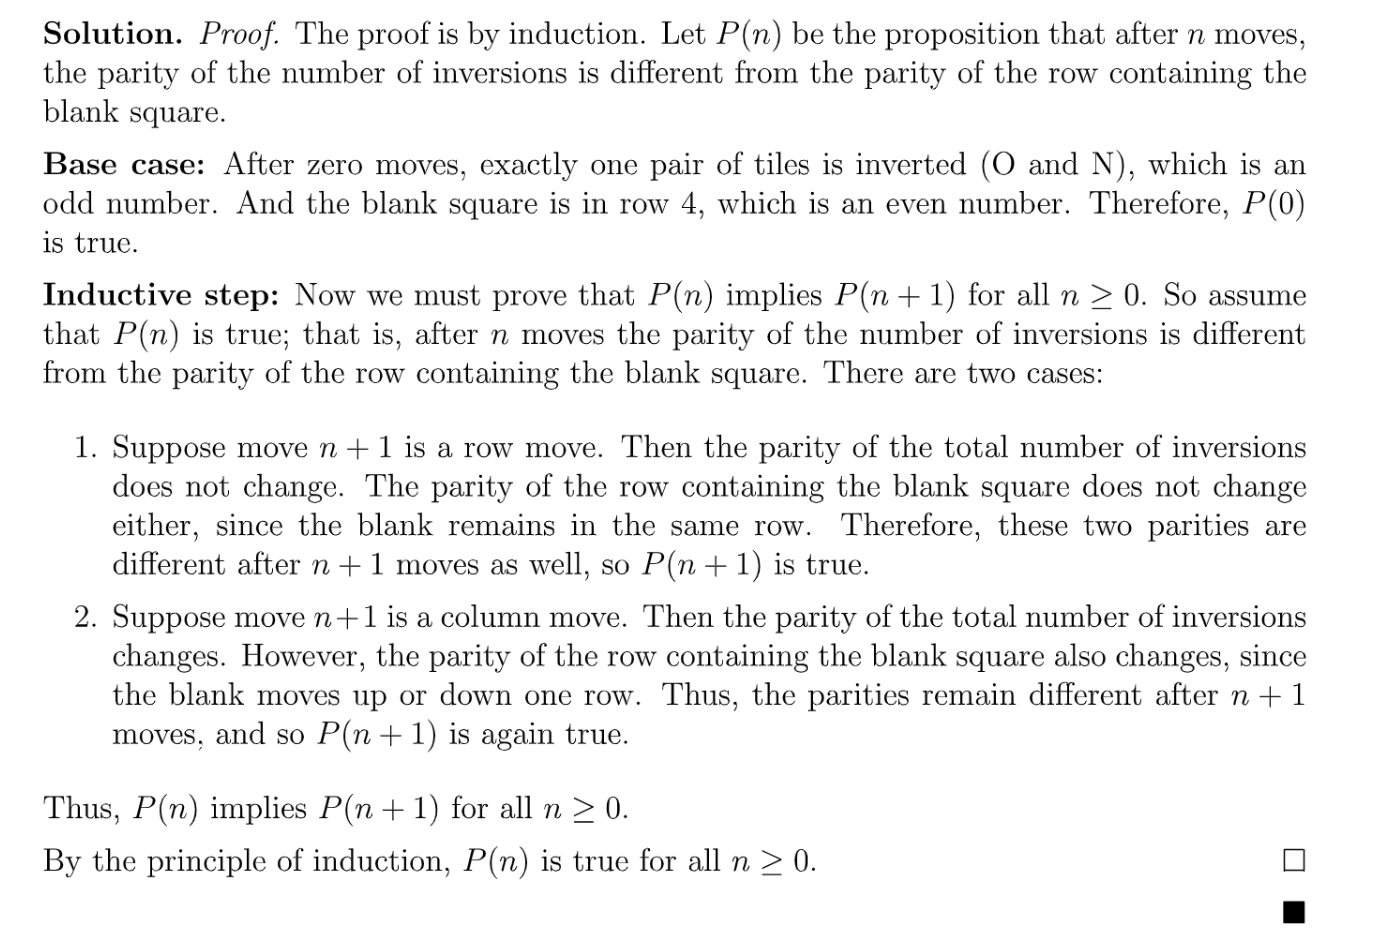 Solution. Proof. The proof is by induction. Let P(n) be the proposition that after n moves,
the parity of the number of inversions is different from the parity of the row containing the
blank square.
Base case: After zero moves, exactly one pair of tiles is inverted (O and N), which is an
odd number. And the blank square is in row 4, which is an even number. Therefore, P(0)
is true.
Inductive step: Now we must prove that P(n) implies P(n + 1) for all n ≥ 0. So assume
that P(n) is true; that is, after n moves the parity of the number of inversions is different
from the parity of the row containing the blank square. There are two cases:
1. Suppose move n + 1 is a row move. Then the parity of the total number of inversions
does not change. The parity of the row containing the blank square does not change
either, since the blank remains in the same row. Therefore, these two parities are
different after n + 1 moves as well, so P(n + 1) is true.
2. Suppose move n+1 is a column move. Then the parity of the total number of inversions
changes. However, the parity of the row containing the blank square also changes, since
the blank moves up or down one row. Thus, the parities remain different after n + 1
moves, and so P(n + 1) is again true.
Thus, P(n) implies P(n + 1) for all n ≥ 0.
By the principle of induction, P(n) is true for all n ≥ 0. □
■